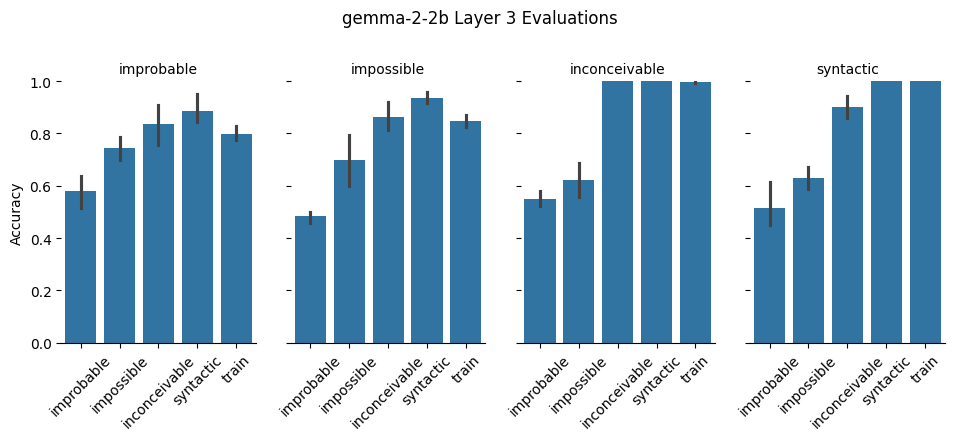 gemma-2-2b Layer 3 Evaluations
improbable impossible inconceivable syntactic
Accuracy
1.0
0.8
0.6
0.4
0.2
0.0
improbable impossible inconceivable syntactic train
improbable impossible inconceivable syntactic train
improbable impossible inconceivable syntactic train
improbable impossible inconceivable syntactic train